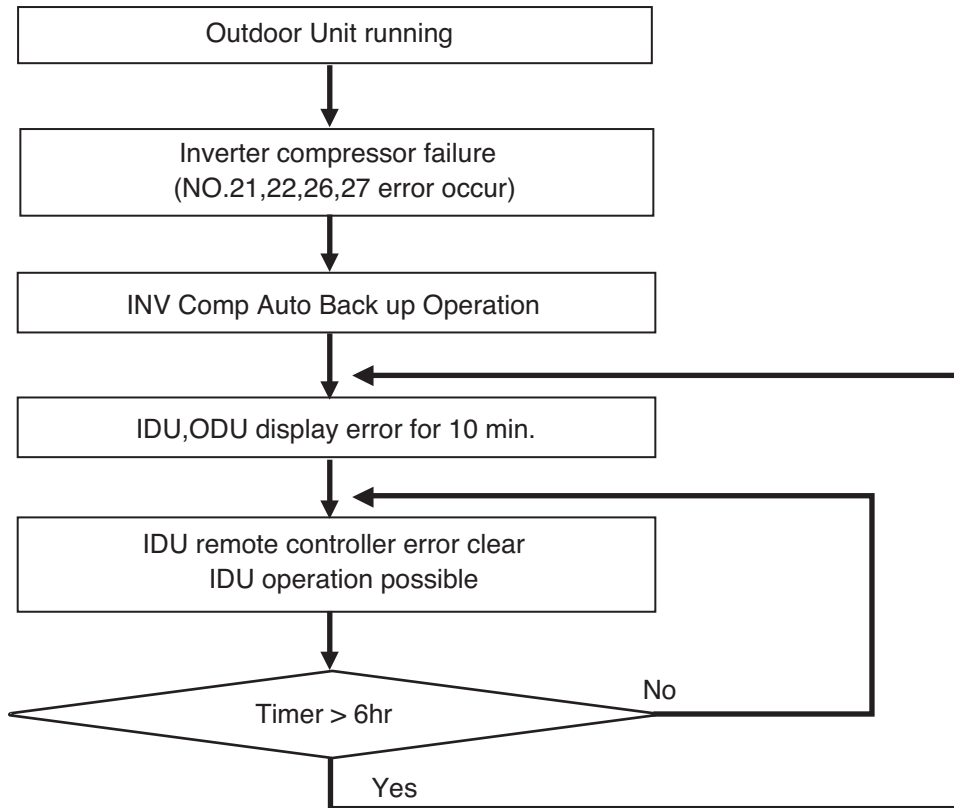 Outdoor Unit running
Inverter compressor failure
(NO.21,22,26,27 error occur)
INV Comp Auto Back up Operation
IDU,ODU display error for 10 min.
IDU remote controller error clear
IDU operation possible
Timer > 6hr
No
Yes